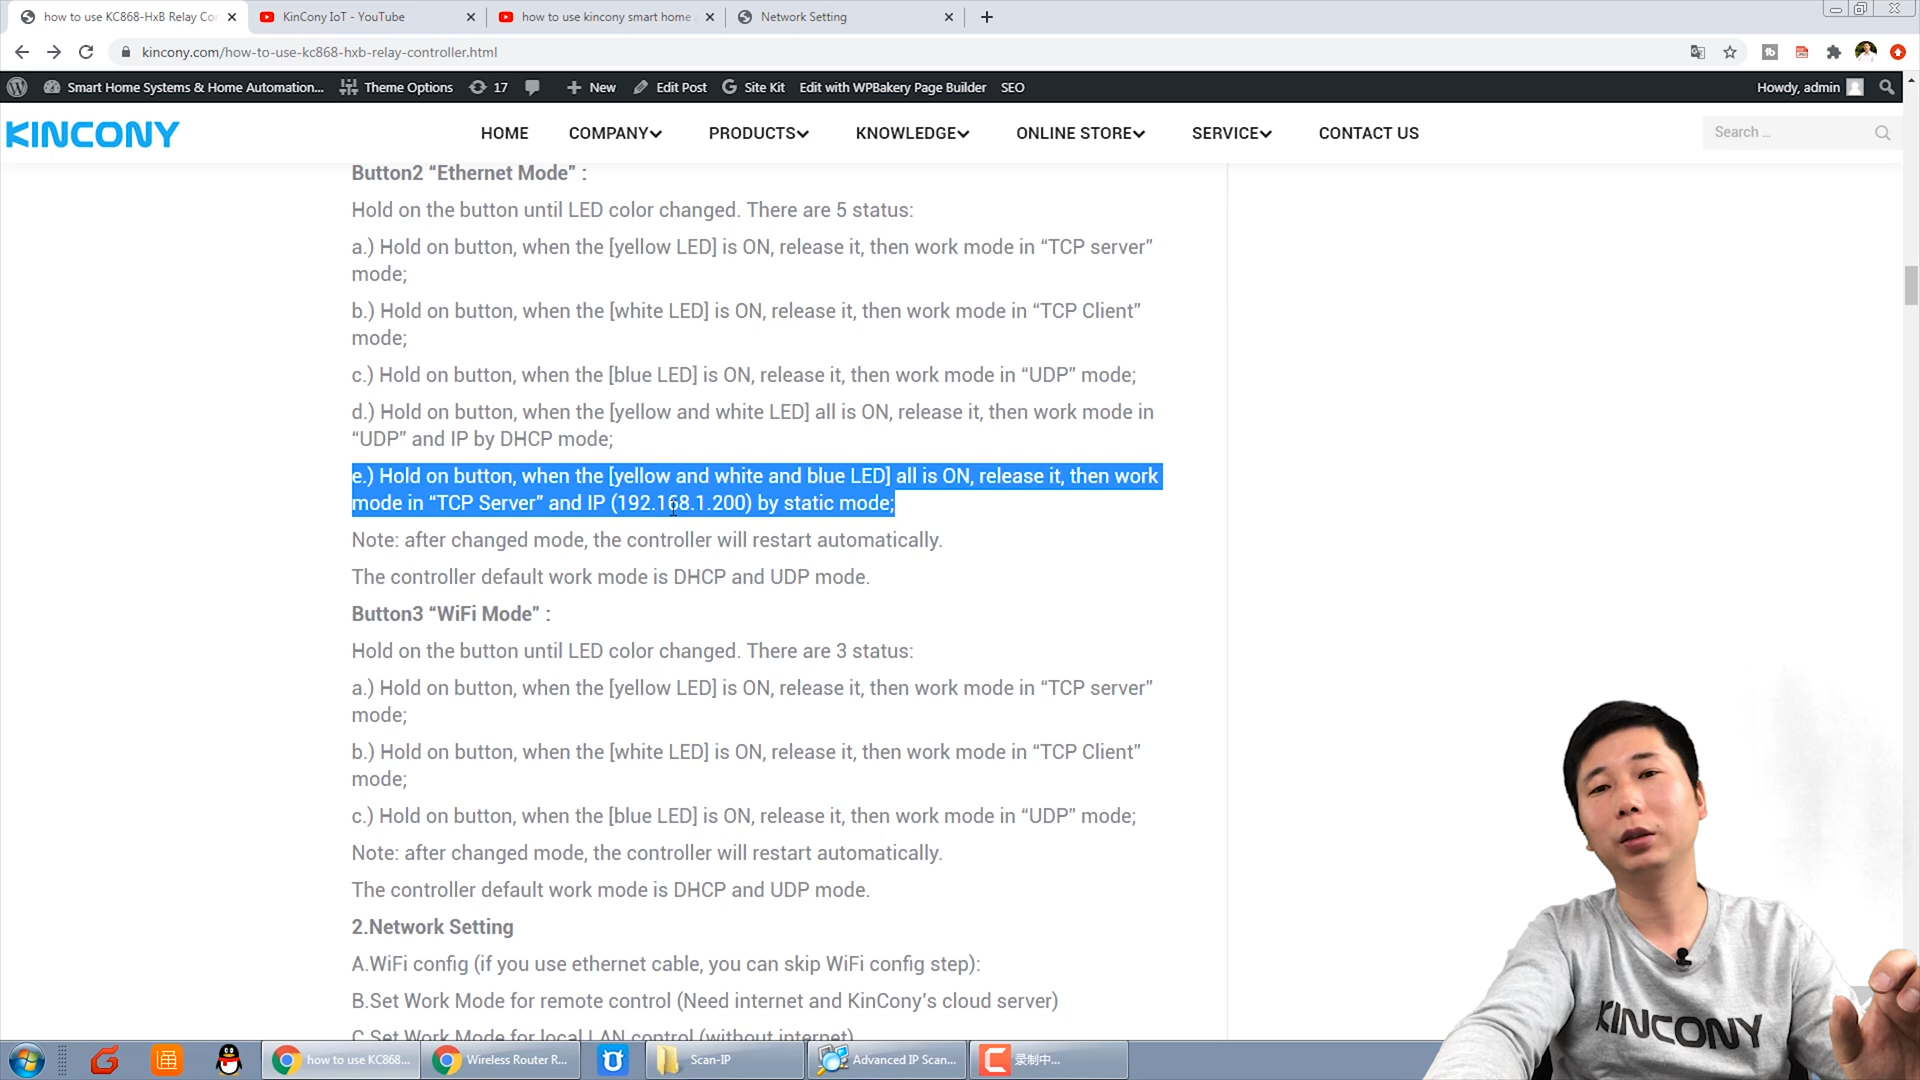 how to use KC868-HxB Relay Co
KinCony IoT - YouTube
how to use kincony smart home
Network Setting
kincony.com/how-to-use-kc868-hxb-relay-controller.html
Smart Home Systems & Home Automation...
Theme Options
17
New
Edit Post
Site Kit
Edit with WPBakery Page Builder
SEO
Howdy, admin
KINCONY
HOME
COMPANY
PRODUCTS
KNOWLEDGE
ONLINE STORE
SERVICE
CONTACT US
Search ...
Button2 “Ethernet Mode” :
Hold on the button until LED color changed. There are 5 status:
a.) Hold on button, when the [yellow LED] is ON, release it, then work mode in “TCP server”
mode;
b.) Hold on button, when the [white LED] is ON, release it, then work mode in “TCP Client”
mode;
c.) Hold on button, when the [blue LED] is ON, release it, then work mode in “UDP” mode;
d.) Hold on button, when the [yellow and white LED] all is ON, release it, then work mode in
“UDP” and IP by DHCP mode;
e.) Hold on button, when the [yellow and white and blue LED] all is ON, release it, then work
mode in “TCP Server” and IP (192.168.1.200) by static mode;
Note: after changed mode, the controller will restart automatically.
The controller default work mode is DHCP and UDP mode.
Button3 “WiFi Mode” :
Hold on the button until LED color changed. There are 3 status:
a.) Hold on button, when the [yellow LED] is ON, release it, then work mode in “TCP server”
mode;
b.) Hold on button, when the [white LED] is ON, release it, then work mode in “TCP Client”
mode;
c.) Hold on button, when the [blue LED] is ON, release it, then work mode in “UDP” mode;
Note: after changed mode, the controller will restart automatically.
The controller default work mode is DHCP and UDP mode.
2.Network Setting
A.WiFi config (if you use ethernet cable, you can skip WiFi config step):
B.Set Work Mode for remote control (Need internet and KinCony’s cloud server)
C.Set Work Mode for local LAN control (without internet)
KINCONY
how to use KC868...
Wireless Router R...
Scan-IP
Advanced IP Scan...
录制中...